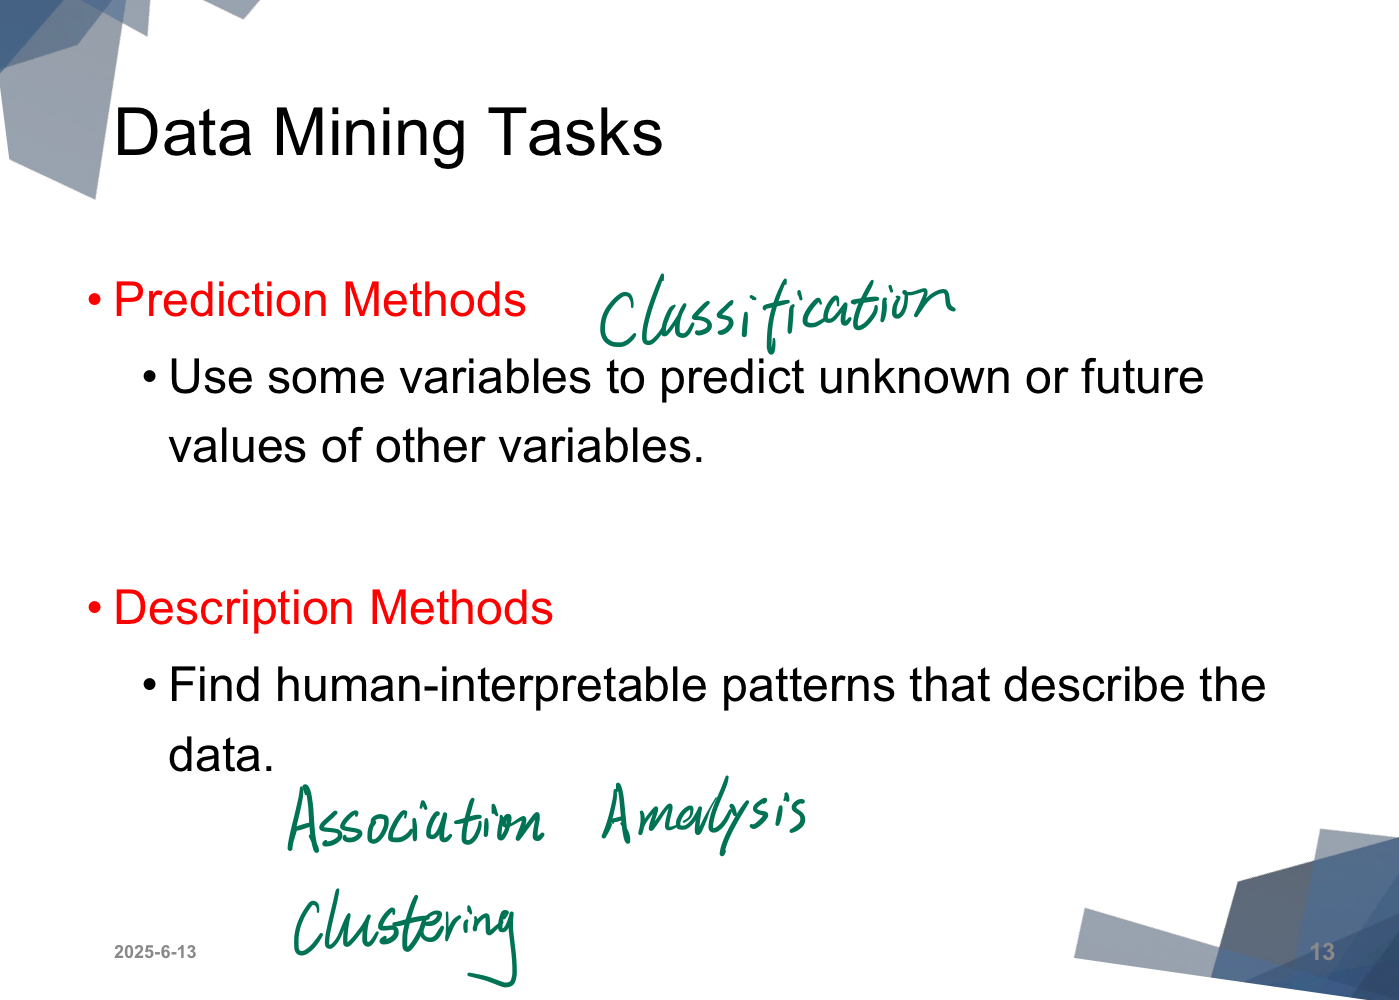 Data Mining Tasks
• Prediction Methods Classification
• Use some variables to predict unknown or future
values of other variables.
• Description Methods
• Find human-interpretable patterns that describe the
data.
Association Analysis
Clustering
2025-6-13
13